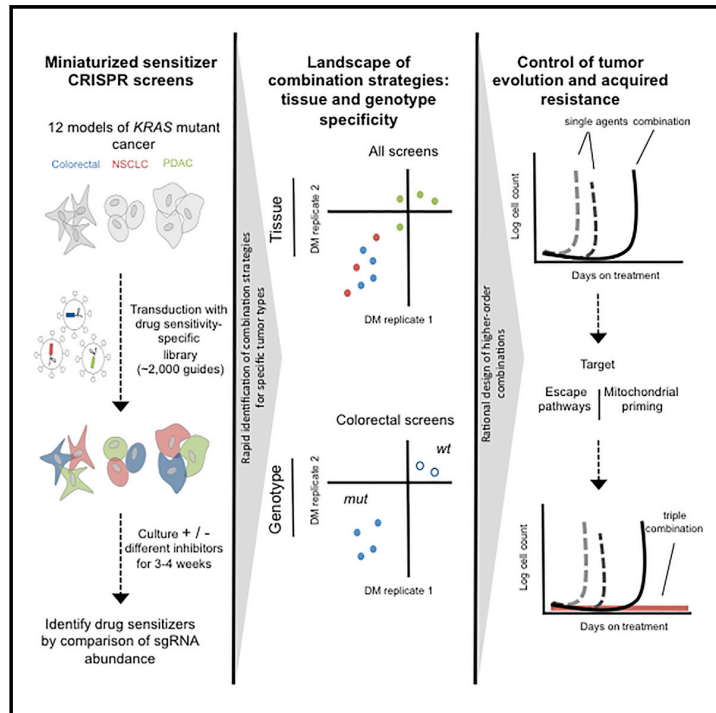 Miniaturized sensitizer
CRISPR screens
12 models of KRAS mutant
cancer
Colorectal NSCLC PDAC
Transduction with
drug sensitivity-
specific
library
(~2,000 guides)
Culture + / -
different inhibitors
for 3-4 weeks
Identify drug sensitizers
by comparison of sgRNA
abundance
Rapid identification of combination strategies
for specific tumor types
Landscape of
combination strategies:
tissue and genotype
specificity
All screens
Tissue
DM replicate 2
DM replicate 1
Colorectal screens
wt
Genotype
DM replicate 2
mut
DM replicate 1
Rational design of higher-order
combinations
Control of tumor
evolution and acquired
resistance
single agents combination
Log cell count
Days on treatment
Target
Escape
pathways
Mitochondrial
priming
triple
combination
Log cell count
Days on treatment